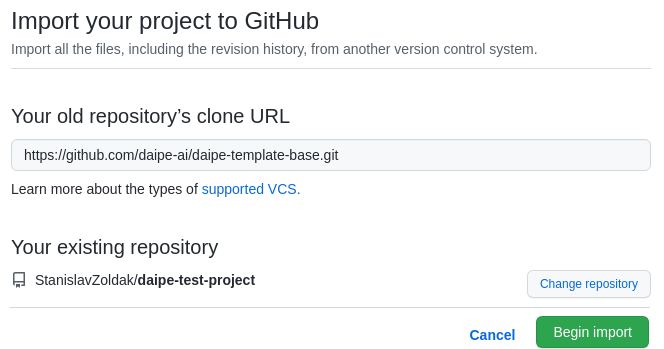 Import your project to GitHub
Import all the files, including the revision history, from another version control system.
Your old repository’s clone URL
https://github.com/daipe-ai/daipe-template-base.git
Learn more about the types of supported VCS.
Your existing repository
StanislavZoldak/daipe-test-project
Change repository
Cancel
Begin import